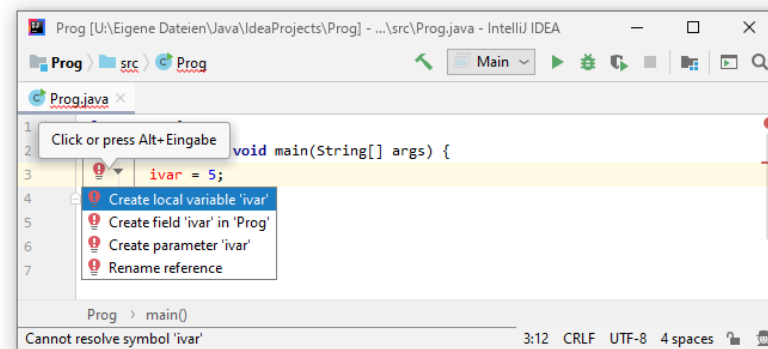 Prog [U:\Eigene Dateien\Java\IdeaProjects\Prog] - ...\src\Prog.java - IntelliJ IDEA
Prog src Prog Main
Prog.java
1
Click or press Alt+Eingabe
2 void main(String[] args) {
3 ivar = 5;
4 Create local variable 'ivar'
5 Create field 'ivar' in 'Prog'
6 Create parameter 'ivar'
7 Rename reference
Prog main()
Cannot resolve symbol 'ivar' 3:12 CRLF UTF-8 4 spaces